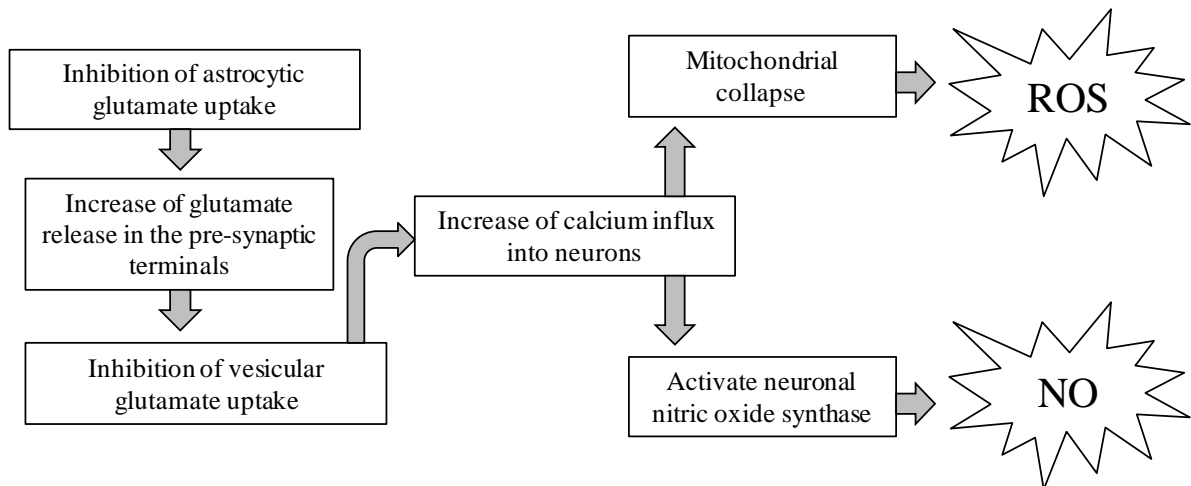 Inhibition of astrocytic
glutamate uptake
Increase of glutamate
release in the pre-synaptic
terminals
Inhibition of vesicular
glutamate uptake
Increase of calcium influx
into neurons
Mitochondrial
collapse
ROS
Activate neuronal
nitric oxide synthase
NO